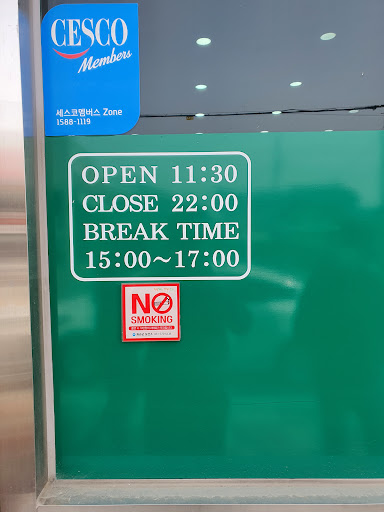 CESCO
Members
세스코멤버스 Zone
1588-1119
OPEN 11:30
CLOSE 22:00
BREAK TIME
15:00~17:00
NO
SMOKING